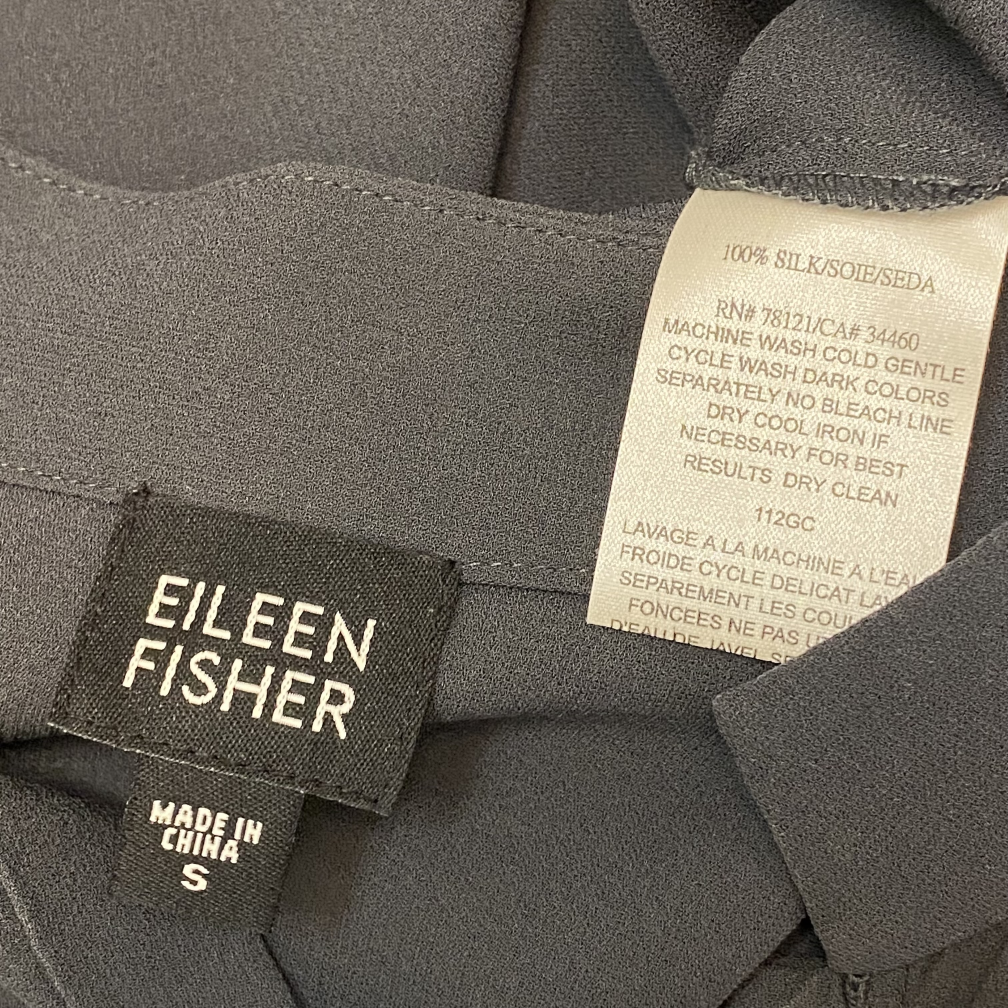 EILEEN
FISHER
MADE IN
CHINA
S
100% SILK/SOIE/SEDA
RN# 78121/CA# 34460
MACHINE WASH COLD GENTLE
CYCLE WASH DARK COLORS
SEPARATELY NO BLEACH LINE
DRY COOL IRON IF
NECESSARY FOR BEST
RESULTS DRY CLEAN
112GC
LAVAGE A LA MACHINE A
FROIDE CYCLE DELICAT
SEPAREMENT LES
FONCEES NE PAS
D'EAU DE JAVEL